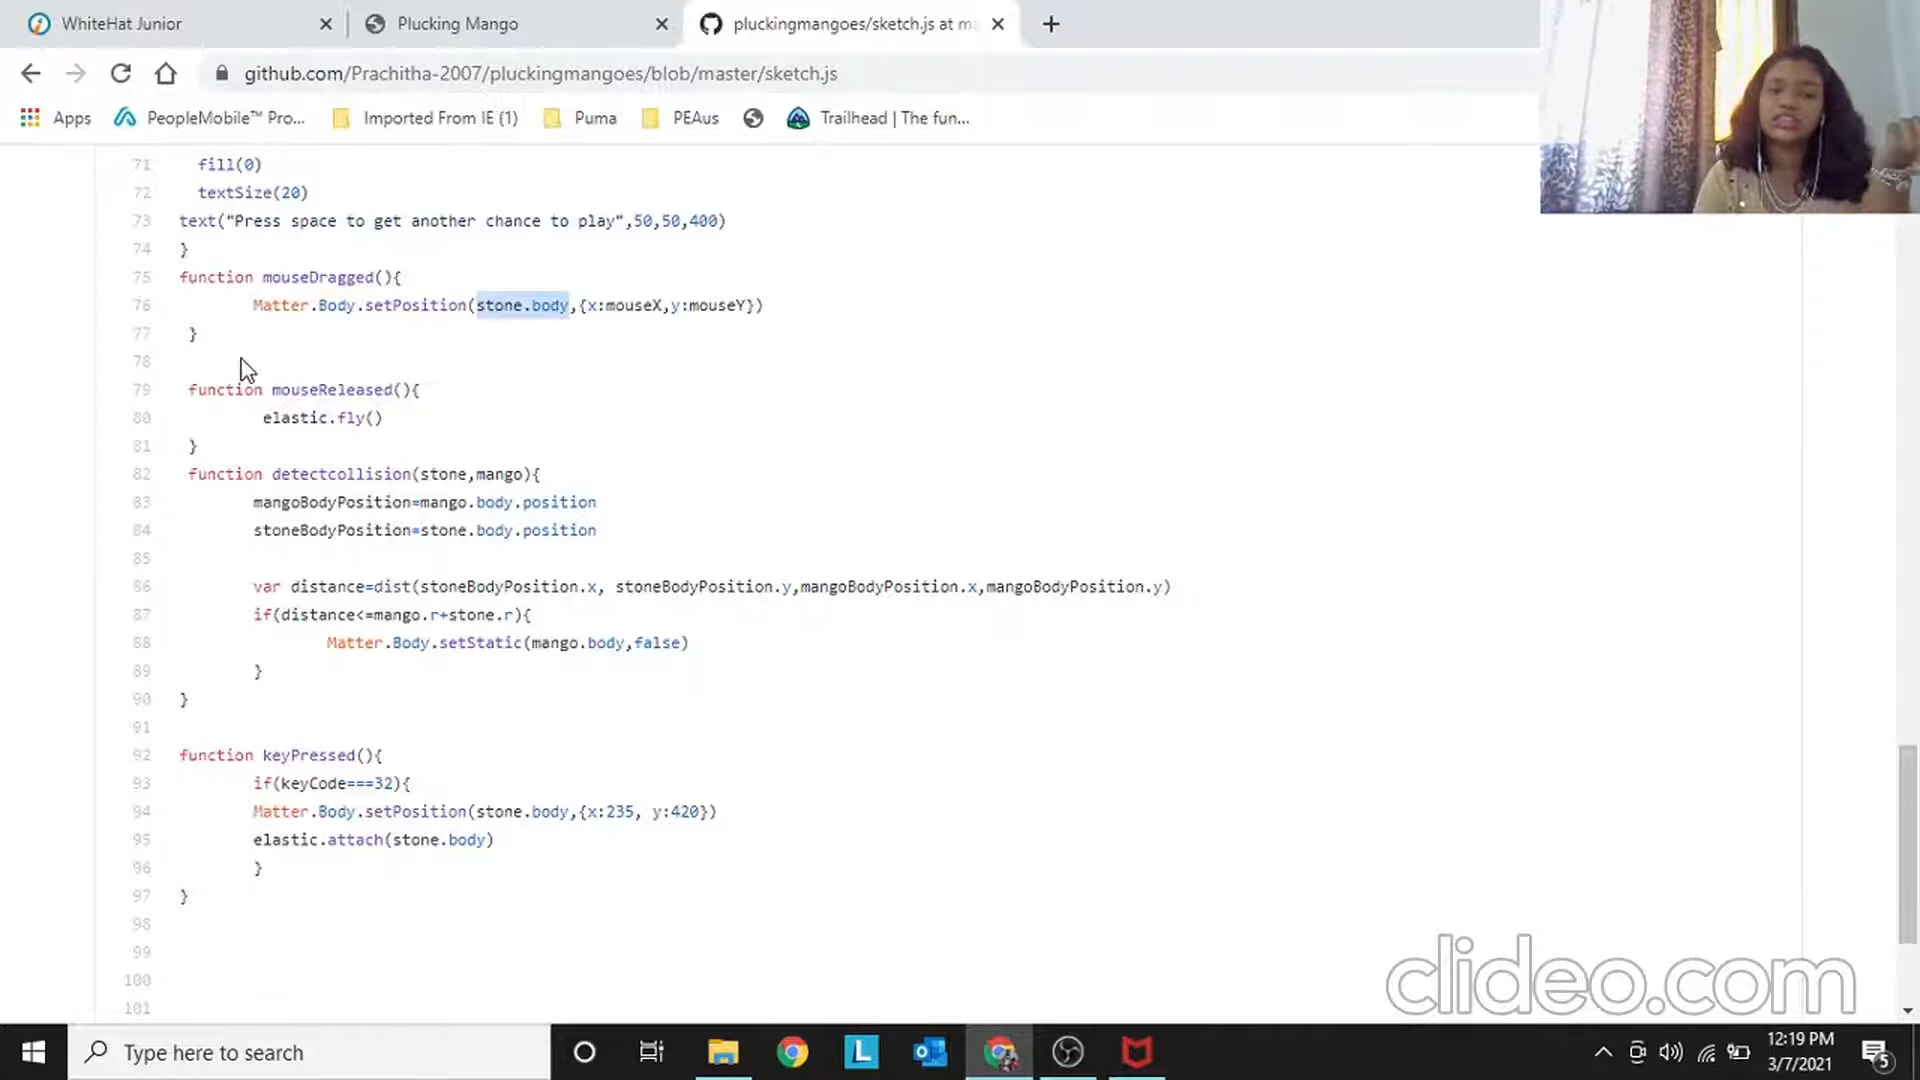 WhiteHat Junior
Plucking Mango
pluckingmangoes/sketch.js at ma
github.com/Prachitha-2007/pluckingmangoes/blob/master/sketch.js
Apps
PeopleMobile™ Pro...
Imported From IE (1)
Puma
PEAus
Trailhead | The fun...
71 fill(0)
72 textSize(20)
73 text("Press space to get another chance to play",50,50,400)
74 }
75 function mouseDragged(){
76 Matter.Body.setPosition(stone.body,{x:mouseX,y:mouseY})
77 }
78
79 function mouseReleased(){
80 elastic.fly()
81 }
82 function detectcollision(stone,mango){
83 mangoBodyPosition=mango.body.position
84 stoneBodyPosition=stone.body.position
85
86 var distance=dist(stoneBodyPosition.x, stoneBodyPosition.y,mangoBodyPosition.x,mangoBodyPosition.y)
87 if(distance<=mango.r+stone.r){
88 Matter.Body.setStatic(mango.body,false)
89 }
90 }
91
92 function keyPressed(){
93 if(keyCode===32){
94 Matter.Body.setPosition(stone.body,{x:235, y:420})
95 elastic.attach(stone.body)
96 }
97 }
98
99
100
101
clideo.com
Type here to search
L
12:19 PM
3/7/2021
5